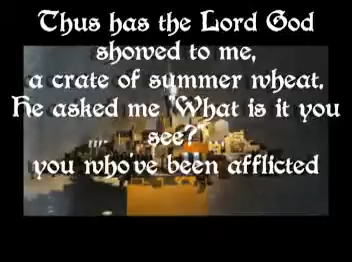 Thus has the Lord God
showed to me,
a crate of summer wheat.
He asked me "What is it you
see?"
you who've been afflicted